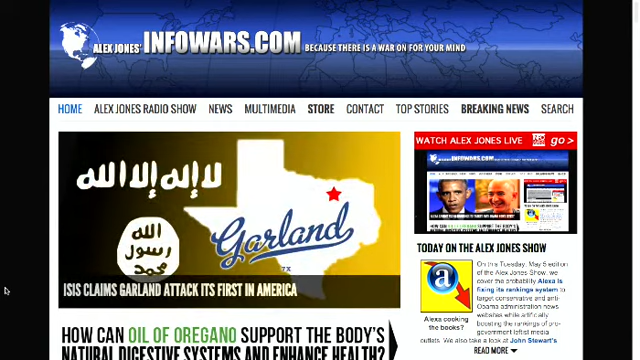 ALEX JONES' INFOWARS.COM BECAUSE THERE IS A WAR ON FOR YOUR MIND
HOME ALEX JONES RADIO SHOW NEWS MULTIMEDIA STORE CONTACT TOP STORIES BREAKING NEWS SEARCH
لا إله إلا الله
الله
رسول
محمد
Garland
ISIS CLAIMS GARLAND ATTACK ITS FIRST IN AMERICA
HOW CAN OIL OF OREGANO SUPPORT THE BODY'S
NATURAL DIGESTIVE SYSTEMS AND ENHANCE HEALTH?
WATCH ALEX JONES LIVE go >
INFOWARS.COM
TODAY ON THE ALEX JONES SHOW
Alexa cooking
the books?
On this Tuesday, May 5 edition
of the Alex Jones Show, we
cover the probability Alexa is
fixing its rankings system to
target conservative and anti-
Obama administration news
websites while artificially
boosting the rankings of pro-
government leftist media
outlets. We also take a look at John Stewart's
READ MORE